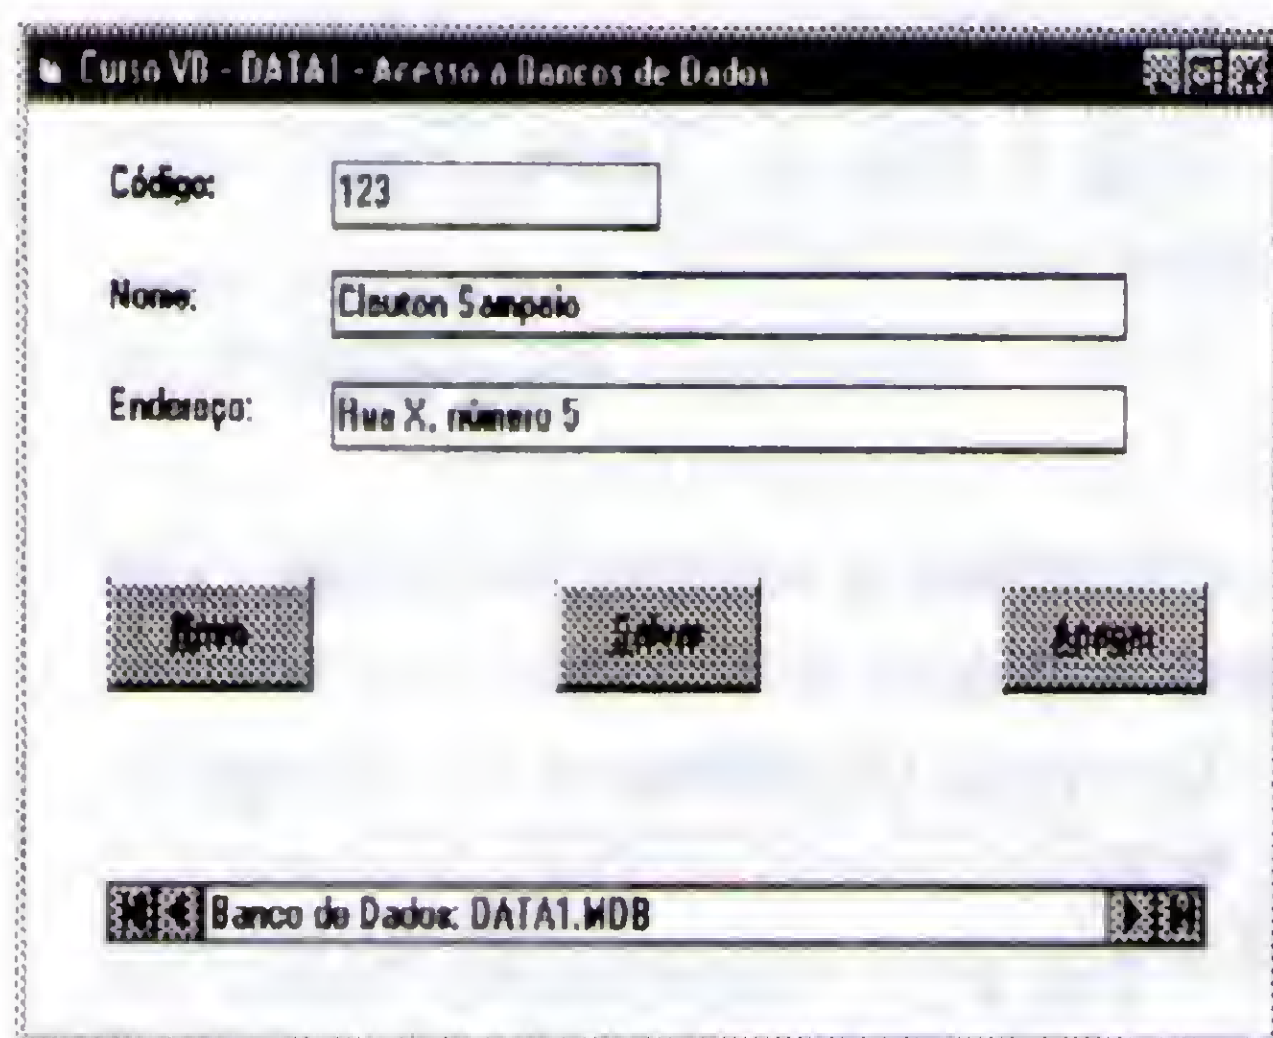 Curso VB - DATA1 - Acesso a Bancos de Dados
Código: 123
Nome: Cleuton Sampaio
Endereço: Rua X, número 5
Novo Salvar Apagar
Banco de Dados: DATA1.MDB